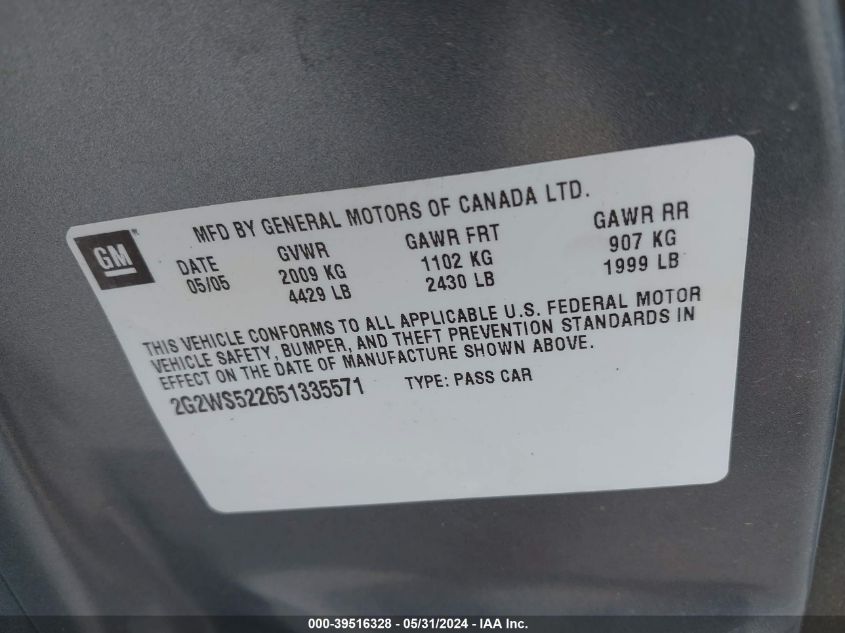 GM
MFD BY GENERAL MOTORS OF CANADA LTD.
DATE GVWR GAWR FRT GAWR RR
05/05 2009 KG 1102 KG 907 KG
4429 LB 2430 LB 1999 LB
THIS VEHICLE CONFORMS TO ALL APPLICABLE U.S. FEDERAL MOTOR
VEHICLE SAFETY, BUMPER, AND THEFT PREVENTION STANDARDS IN
EFFECT ON THE DATE OF MANUFACTURE SHOWN ABOVE.
2G2WS522651335571 TYPE: PASS CAR
000-39516328 - 05/31/2024 - IAA Inc.